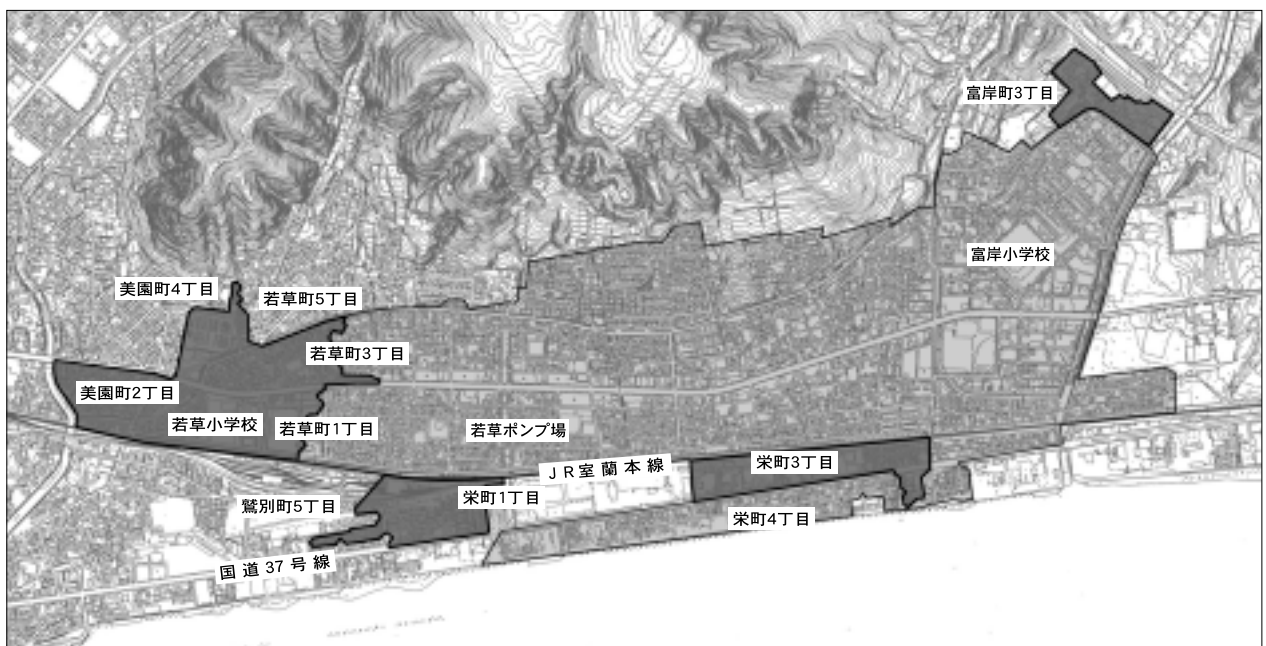 富岸町3丁目
富岸小学校
美園町4丁目
若草町5丁目
若草町3丁目
美園町2丁目
若草小学校
若草町1丁目
若草ポンプ場
JR室蘭本線
栄町3丁目
栄町1丁目
鷲別町5丁目
栄町4丁目
国道37号線